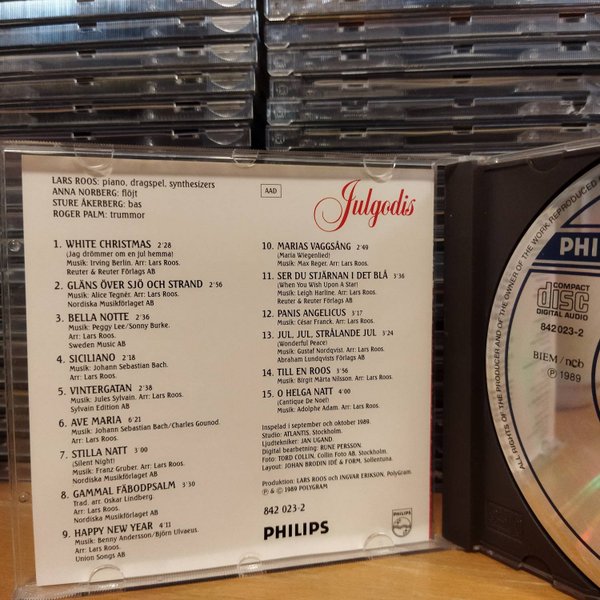 LARS ROOS: piano, dragspel, synthesizers
ANNA NORBERG: flöjt
STURE ÅKERBERG: bas
ROGER PALM: trummor
AAD
Julgodis
1. WHITE CHRISTMAS 2'28
(Jag drömmer om en jul hemma)
Musik: Irving Berlin. Arr: Lars Roos.
Reuter & Reuter Förlags AB
2. GLÄNS ÖVER SJÖ OCH STRAND 2'56
Musik: Alice Tegnér. Arr: Lars Roos.
Nordiska Musikförlaget AB
3. BELLA NOTTE 2'36
Musik: Peggy Lee/Sonny Burke.
Arr: Lars Roos.
Sweden Music AB
4. SICILIANO 2'18
Musik: Johann Sebastian Bach.
Arr: Lars Roos.
5. VINTERGATAN 2'38
Musik: Jules Sylvain. Arr: Lars Roos.
Sylvain Edition AB
6. AVE MARIA 6'21
Musik: Johann Sebastian Bach/Charles Gounod.
Arr: Lars Roos.
7. STILLA NATT 3'00
(Silent Night)
Musik: Franz Gruber. Arr: Lars Roos.
Nordiska Musikförlaget AB
8. GAMMAL FÄBODPSALM 3'30
Trad. arr: Oskar Lindberg.
Arr: Lars Roos.
Nordiska Musikförlaget AB
9. HAPPY NEW YEAR 4'11
Musik: Benny Andersson/Björn Ulvaeus.
Arr: Lars Roos.
Union Songs AB
10. MARIAS VAGGSÅNG 2'49
(Maria Wiegenlied)
Musik: Max Reger. Arr: Lars Roos.
11. SER DU STJÄRNAN I DET BLÅ 3'36
(When You Wish Upon a Star)
Musik: Leigh Harline. Arr: Lars Roos.
Reuter & Reuter Förlags AB
12. PANIS ANGELICUS 3'17
Musik: César Franck. Arr: Lars Roos.
13. JUL, JUL, STRÅLANDE JUL 3'24
(Wonderful Peace)
Musik: Gustaf Nordqvist. Arr: Lars Roos.
Abraham Lundquists Förlag AB
14. TILL EN ROOS 3'56
Musik: Birgit Märta Nilsson. Arr: Lars Roos.
15. O HELGA NATT 4'00
(Cantique De Noel)
Musik: Adolphe Adam. Arr: Lars Roos.
Inspelad i september och oktober 1989.
Studio: ATLANTIS, Stockholm.
Ljudtekniker: JAN UGAND
Digital bearbetning: RUNE PERSSON.
Foto: TORD COLLIN, Collin Foto AB, Stockholm.
Layout: JOHAN BRODIN IDÉ & FORM. Sollentuna.
Produktion: LARS ROOS och INGVAR ERIKSON, PolyGram.
℗ & © 1989 POLYGRAM
842 023-2
PHILIPS
PHILIPS
ALL RIGHTS OF THE PRODUCER AND OF THE OWNER OF THE WORK REPRODUCED
PHI
COMPACT
disc
DIGITAL AUDIO
842 023-2
BIEM/ncb
℗ 1989